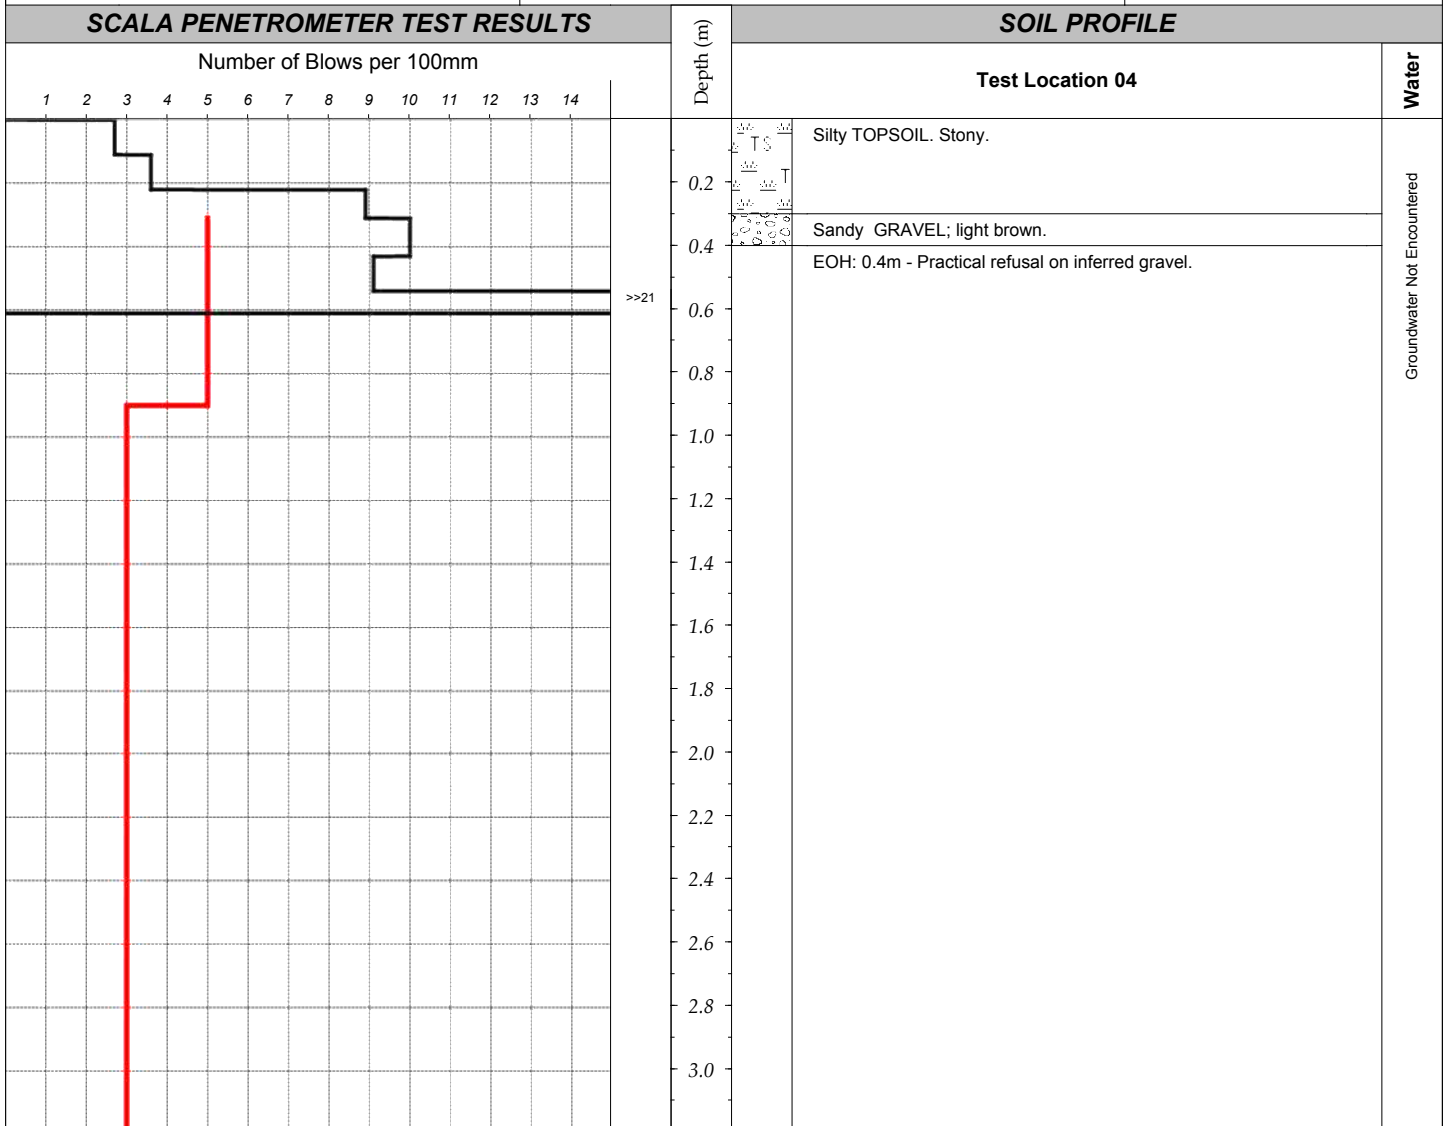 SCALA PENETROMETER TEST RESULTS
Depth (m)
SOIL PROFILE
Number of Blows per 100mm
Test Location 04
Water
1 2 3 4 5 6 7 8 9 10 11 12 13 14
TS
T
Silty TOPSOIL. Stony.
Sandy GRAVEL; light brown.
EOH: 0.4m - Practical refusal on inferred gravel.
Groundwater Not Encountered
>>21
0.2
0.4
0.6
0.8
1.0
1.2
1.4
1.6
1.8
2.0
2.2
2.4
2.6
2.8
3.0